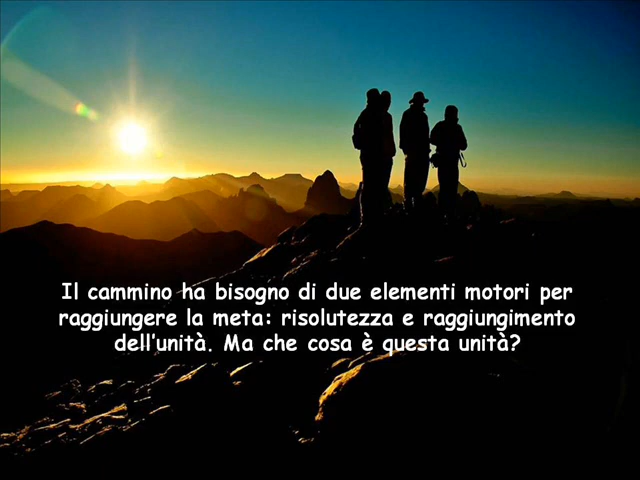 Il cammino ha bisogno di due elementi motori per
raggiungere la meta: risolutezza e raggiungimento
dell'unità. Ma che cosa è questa unità?